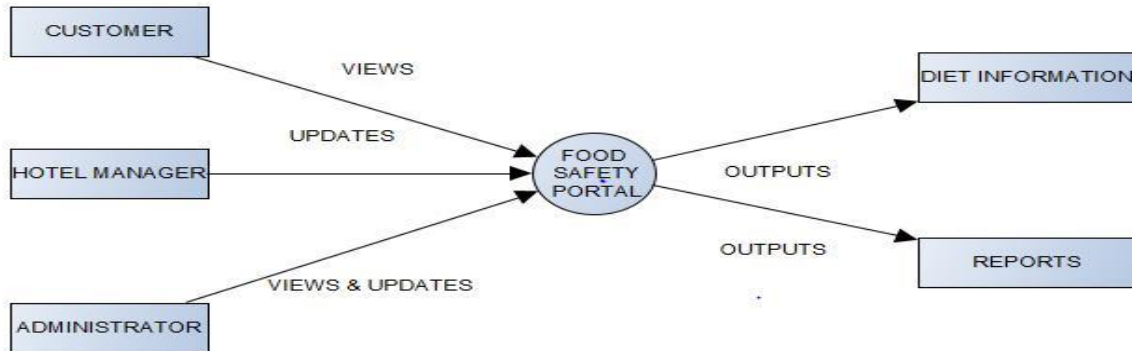 CUSTOMER
VIEWS
DIET INFORMATION
UPDATES
HOTEL MANAGER
FOOD
SAFETY
PORTAL
OUTPUTS
OUTPUTS
REPORTS
VIEWS & UPDATES
ADMINISTRATOR